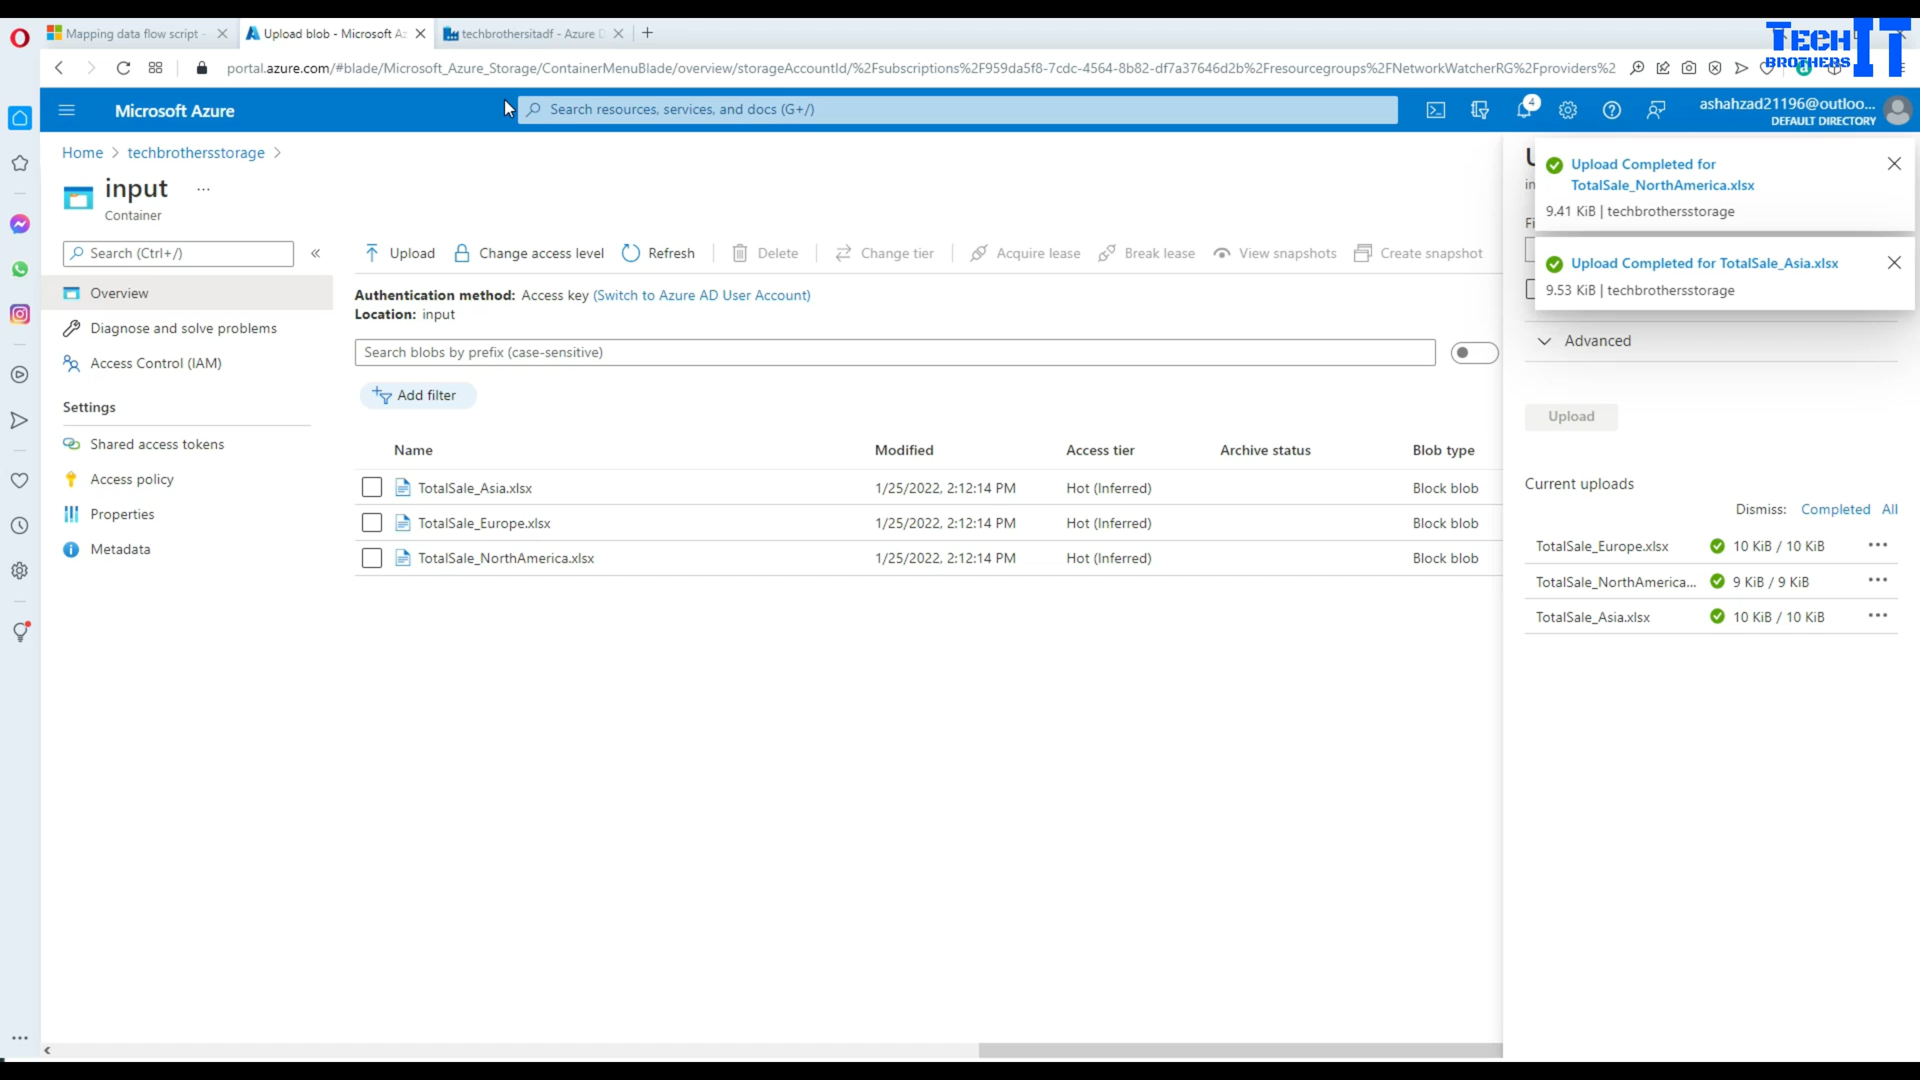 Mapping data flow script -
Upload blob - Microsoft Az
techbrothersitadf - Azure D
TECH IT
BROTHERS
portal.azure.com/#blade/Microsoft_Azure_Storage/ContainerMenuBlade/overview/storageAccountId/%2Fsubscriptions%2F959da5f8-7cdc-4564-8b82-df7a37646d2b%2Fresourcegroups%2FNetworkWatcherRG%2Fproviders%2
Microsoft Azure
Search resources, services, and docs (G+/)
4
ashahzad21196@outloo...
DEFAULT DIRECTORY
Home > techbrothersstorage >
input ...
Container
Search (Ctrl+/)
«
Overview
Diagnose and solve problems
Access Control (IAM)
Settings
Shared access tokens
Access policy
Properties
Metadata
Upload
Change access level
Refresh
Delete
Change tier
Acquire lease
Break lease
View snapshots
Create snapshot
Authentication method: Access key (Switch to Azure AD User Account)
Location: input
Search blobs by prefix (case-sensitive)
Add filter
Name Modified Access tier Archive status Blob type
TotalSale_Asia.xlsx 1/25/2022, 2:12:14 PM Hot (Inferred) Block blob
TotalSale_Europe.xlsx 1/25/2022, 2:12:14 PM Hot (Inferred) Block blob
TotalSale_NorthAmerica.xlsx 1/25/2022, 2:12:14 PM Hot (Inferred) Block blob
Upload Completed for
TotalSale_NorthAmerica.xlsx
9.41 KiB | techbrothersstorage
Upload Completed for TotalSale_Asia.xlsx
9.53 KiB | techbrothersstorage
Advanced
Upload
Current uploads
Dismiss: Completed All
TotalSale_Europe.xlsx 10 KiB / 10 KiB ...
TotalSale_NorthAmerica... 9 KiB / 9 KiB ...
TotalSale_Asia.xlsx 10 KiB / 10 KiB ...